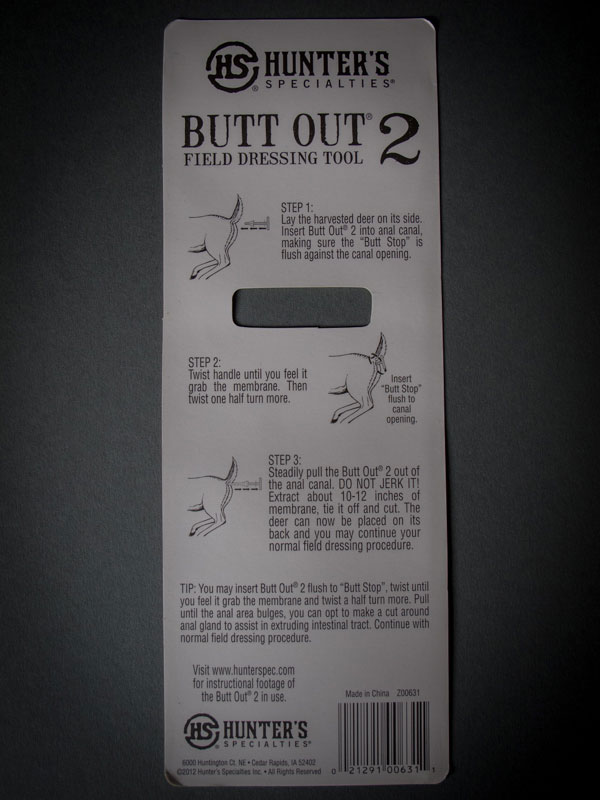 HS HUNTER'S
® SPECIALTIES®
BUTT OUT® 2
FIELD DRESSING TOOL
STEP 1:
Lay the harvested deer on its side.
Insert Butt Out® 2 into anal canal,
making sure the “Butt Stop” is
flush against the canal opening.
STEP 2:
Twist handle until you feel it
grab the membrane. Then
twist one half turn more.
Insert
“Butt Stop”
flush to
canal
opening.
STEP 3:
Steadily pull the Butt Out® 2 out of
the anal canal. DO NOT JERK IT!
Extract about 10-12 inches of
membrane, tie it off and cut. The
deer can now be placed on its
back and you may continue your
normal field dressing procedure.
TIP: You may insert Butt Out® 2 flush to “Butt Stop”, twist until
you feel it grab the membrane and twist a half turn more. Pull
until the anal area bulges, you can opt to make a cut around
anal gland to assist in extruding intestinal tract. Continue with
normal field dressing procedure.
Visit www.hunterspec.com
for instructional footage of
the Butt Out® 2 in use.
Made in China Z00631
HS HUNTER'S
® SPECIALTIES®
6000 Huntington Ct. NE • Cedar Rapids, IA 52402
©2012 Hunter's Specialties Inc. • All Rights Reserved
0 21291 00631 1